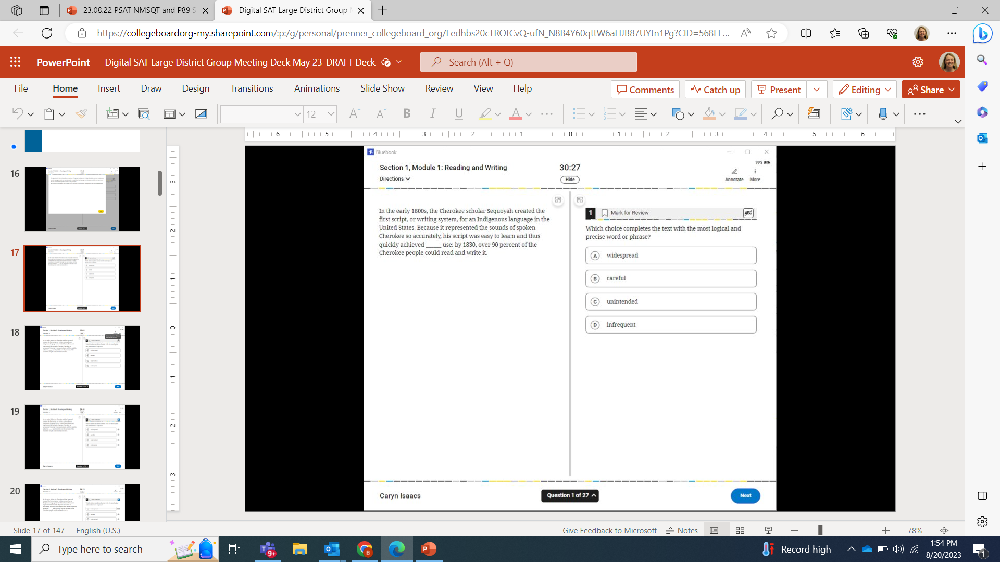 23.08.22 PSAT NMSQT and P89 S
Digital SAT Large District Group M
https://collegeboardorg-my.sharepoint.com/:p:/g/personal/prenner_collegeboard_org/Eedhbs20cTROtCvQ-ufN_N8B4Y60qttW6aHJB87UYtn1Pg?CID=568FE...
PowerPoint
Digital SAT Large District Group Meeting Deck May 23_DRAFT Deck
Search (Alt + Q)
File Home Insert Draw Design Transitions Animations Slide Show Review View Help
Comments Catch up Present Editing Share
12
16
17
18
19
20
Bluebook
Section 1, Module 1: Reading and Writing
30:27
99%
Directions
Hide
Annotate More
In the early 1800s, the Cherokee scholar Sequoyah created the
first script, or writing system, for an Indigenous language in the
United States. Because it represented the sounds of spoken
Cherokee so accurately, his script was easy to learn and thus
quickly achieved ______ use: by 1830, over 90 percent of the
Cherokee people could read and write it.
1 Mark for Review ABC
Which choice completes the text with the most logical and
precise word or phrase?
A widespread
B careful
C unintended
D infrequent
Caryn Isaacs
Question 1 of 27
Next
Slide 17 of 147 English (U.S.)
Give Feedback to Microsoft Notes 78%
Type here to search
9+
Record high
1:54 PM
8/20/2023
1